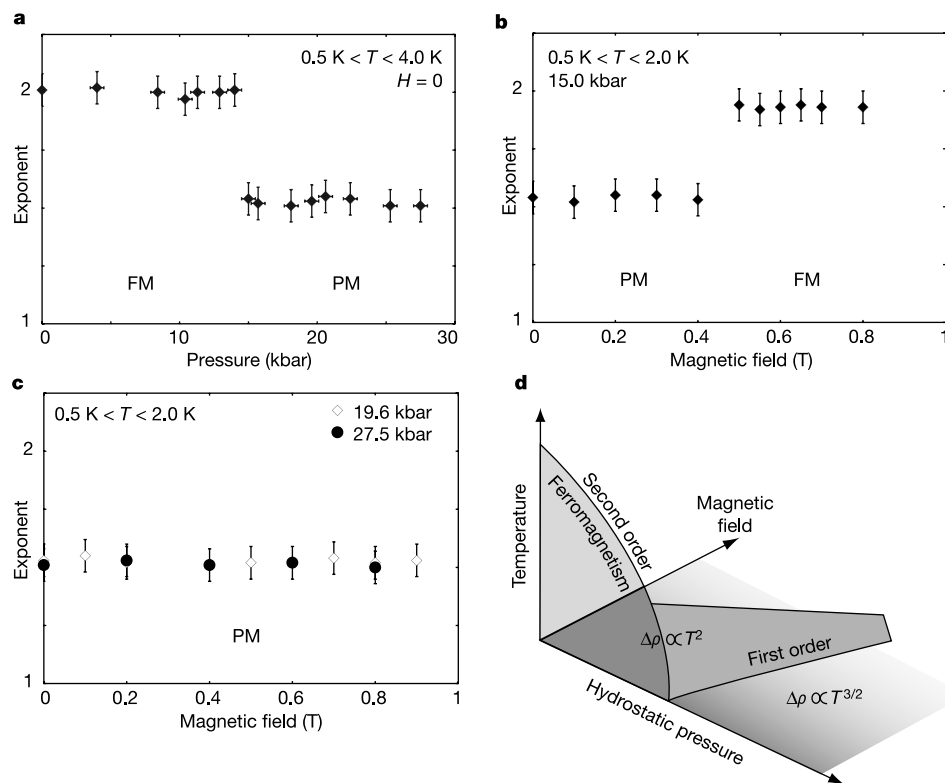 a
0.5 K < T < 4.0 K
H = 0
2
Exponent
FM
PM
1
0
10
20
30
Pressure (kbar)
b
0.5 K < T < 2.0 K
15.0 kbar
2
Exponent
PM
FM
1
0
0.2
0.4
0.6
0.8
1
Magnetic field (T)
c
0.5 K < T < 2.0 K
19.6 kbar
27.5 kbar
2
Exponent
PM
1
0
0.2
0.4
0.6
0.8
1
Magnetic field (T)
d
Temperature
Second order
Ferromagnetism
Magnetic
field
Δρ ∝ T²
First order
Δρ ∝ T³ᐟ²
Hydrostatic pressure